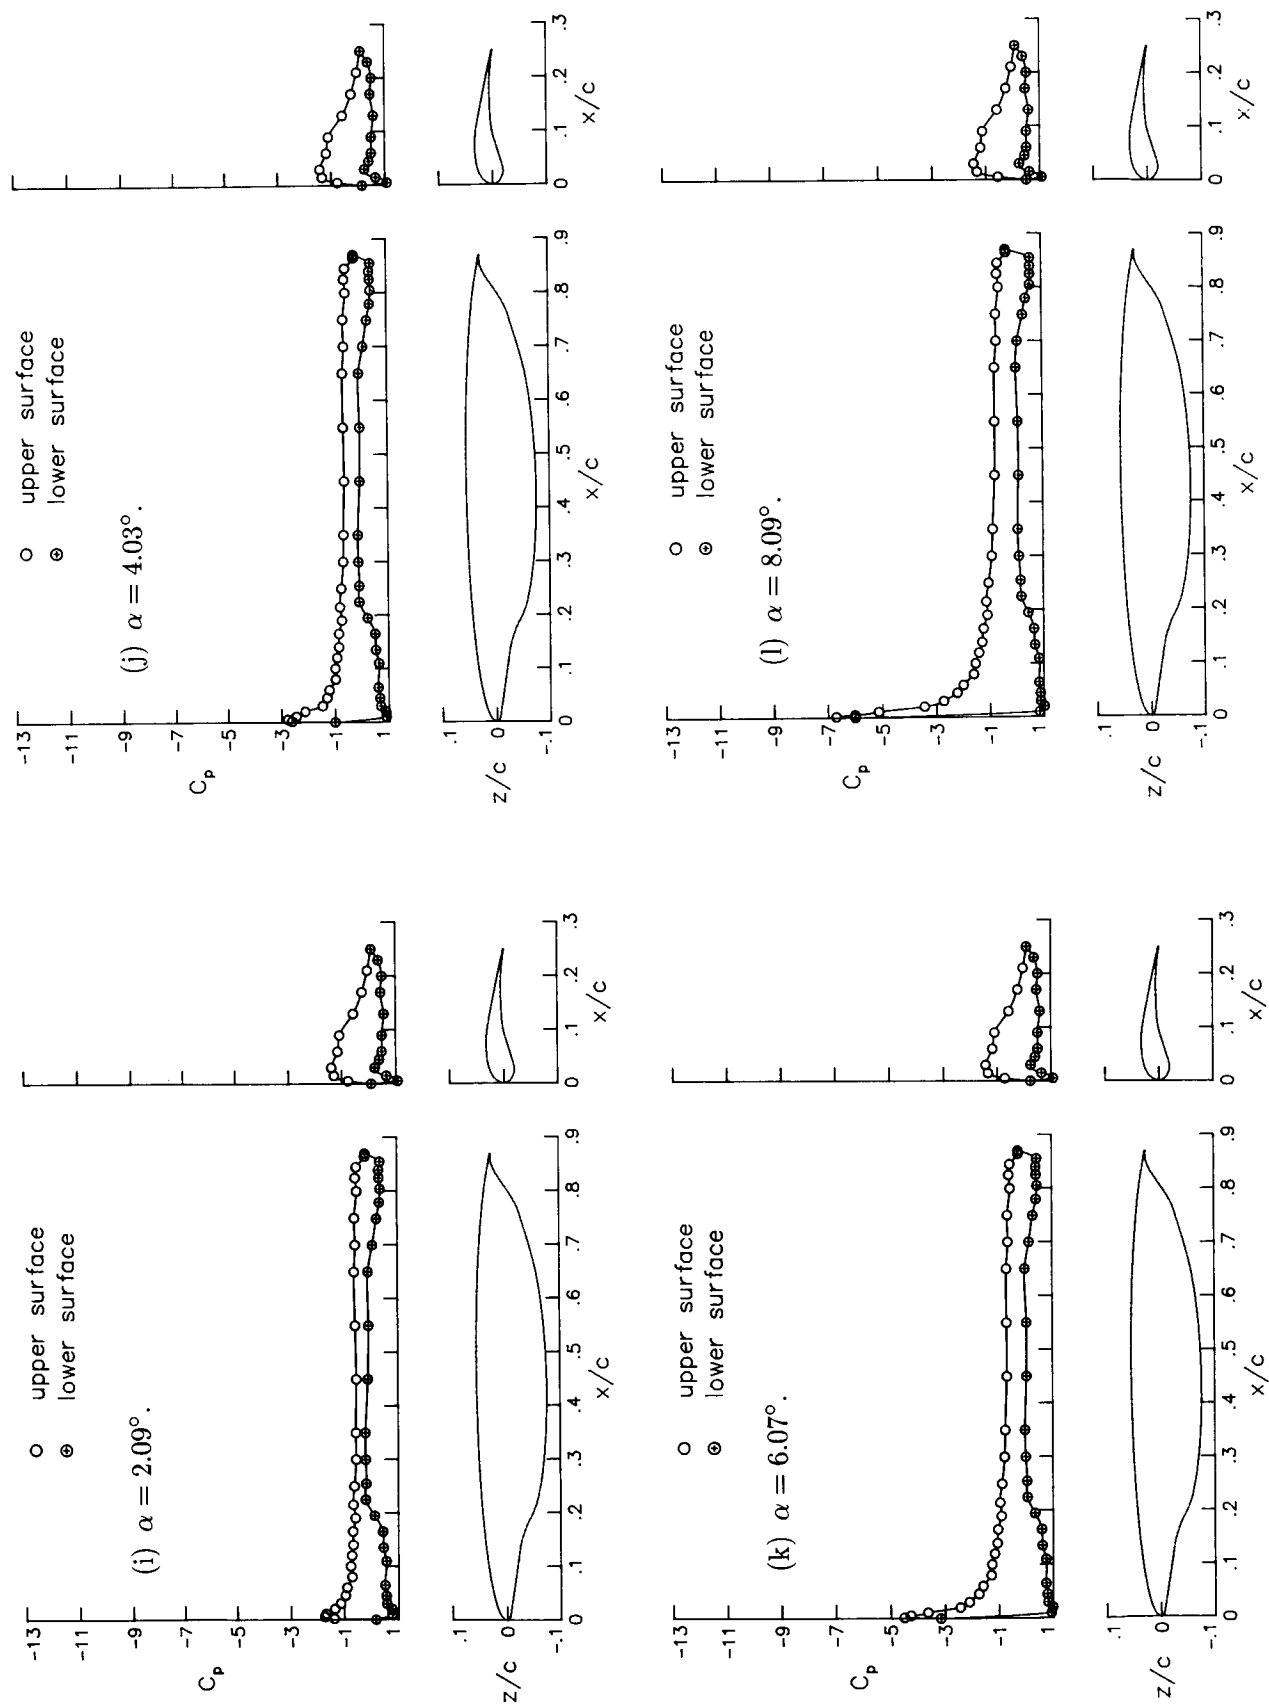 ○ upper surface
⊕ lower surface
(i) α = 2.09°.
-13
-11
-9
-7
-5
-3
-1
1
C_p
.1
0
-.1
z/c
0 .1 .2 .3 .4 .5 .6 .7 .8 .9
x/c
0 .1 .2 .3
x/c
○ upper surface
⊕ lower surface
(j) α = 4.03°.
-13
-11
-9
-7
-5
-3
-1
1
C_p
.1
0
-.1
z/c
0 .1 .2 .3 .4 .5 .6 .7 .8 .9
x/c
0 .1 .2 .3
x/c
○ upper surface
⊕ lower surface
(k) α = 6.07°.
-13
-11
-9
-7
-5
-3
-1
1
C_p
.1
0
-.1
z/c
0 .1 .2 .3 .4 .5 .6 .7 .8 .9
x/c
0 .1 .2 .3
x/c
○ upper surface
⊕ lower surface
(l) α = 8.09°.
-13
-11
-9
-7
-5
-3
-1
1
C_p
.1
0
-.1
z/c
0 .1 .2 .3 .4 .5 .6 .7 .8 .9
x/c
0 .1 .2 .3
x/c